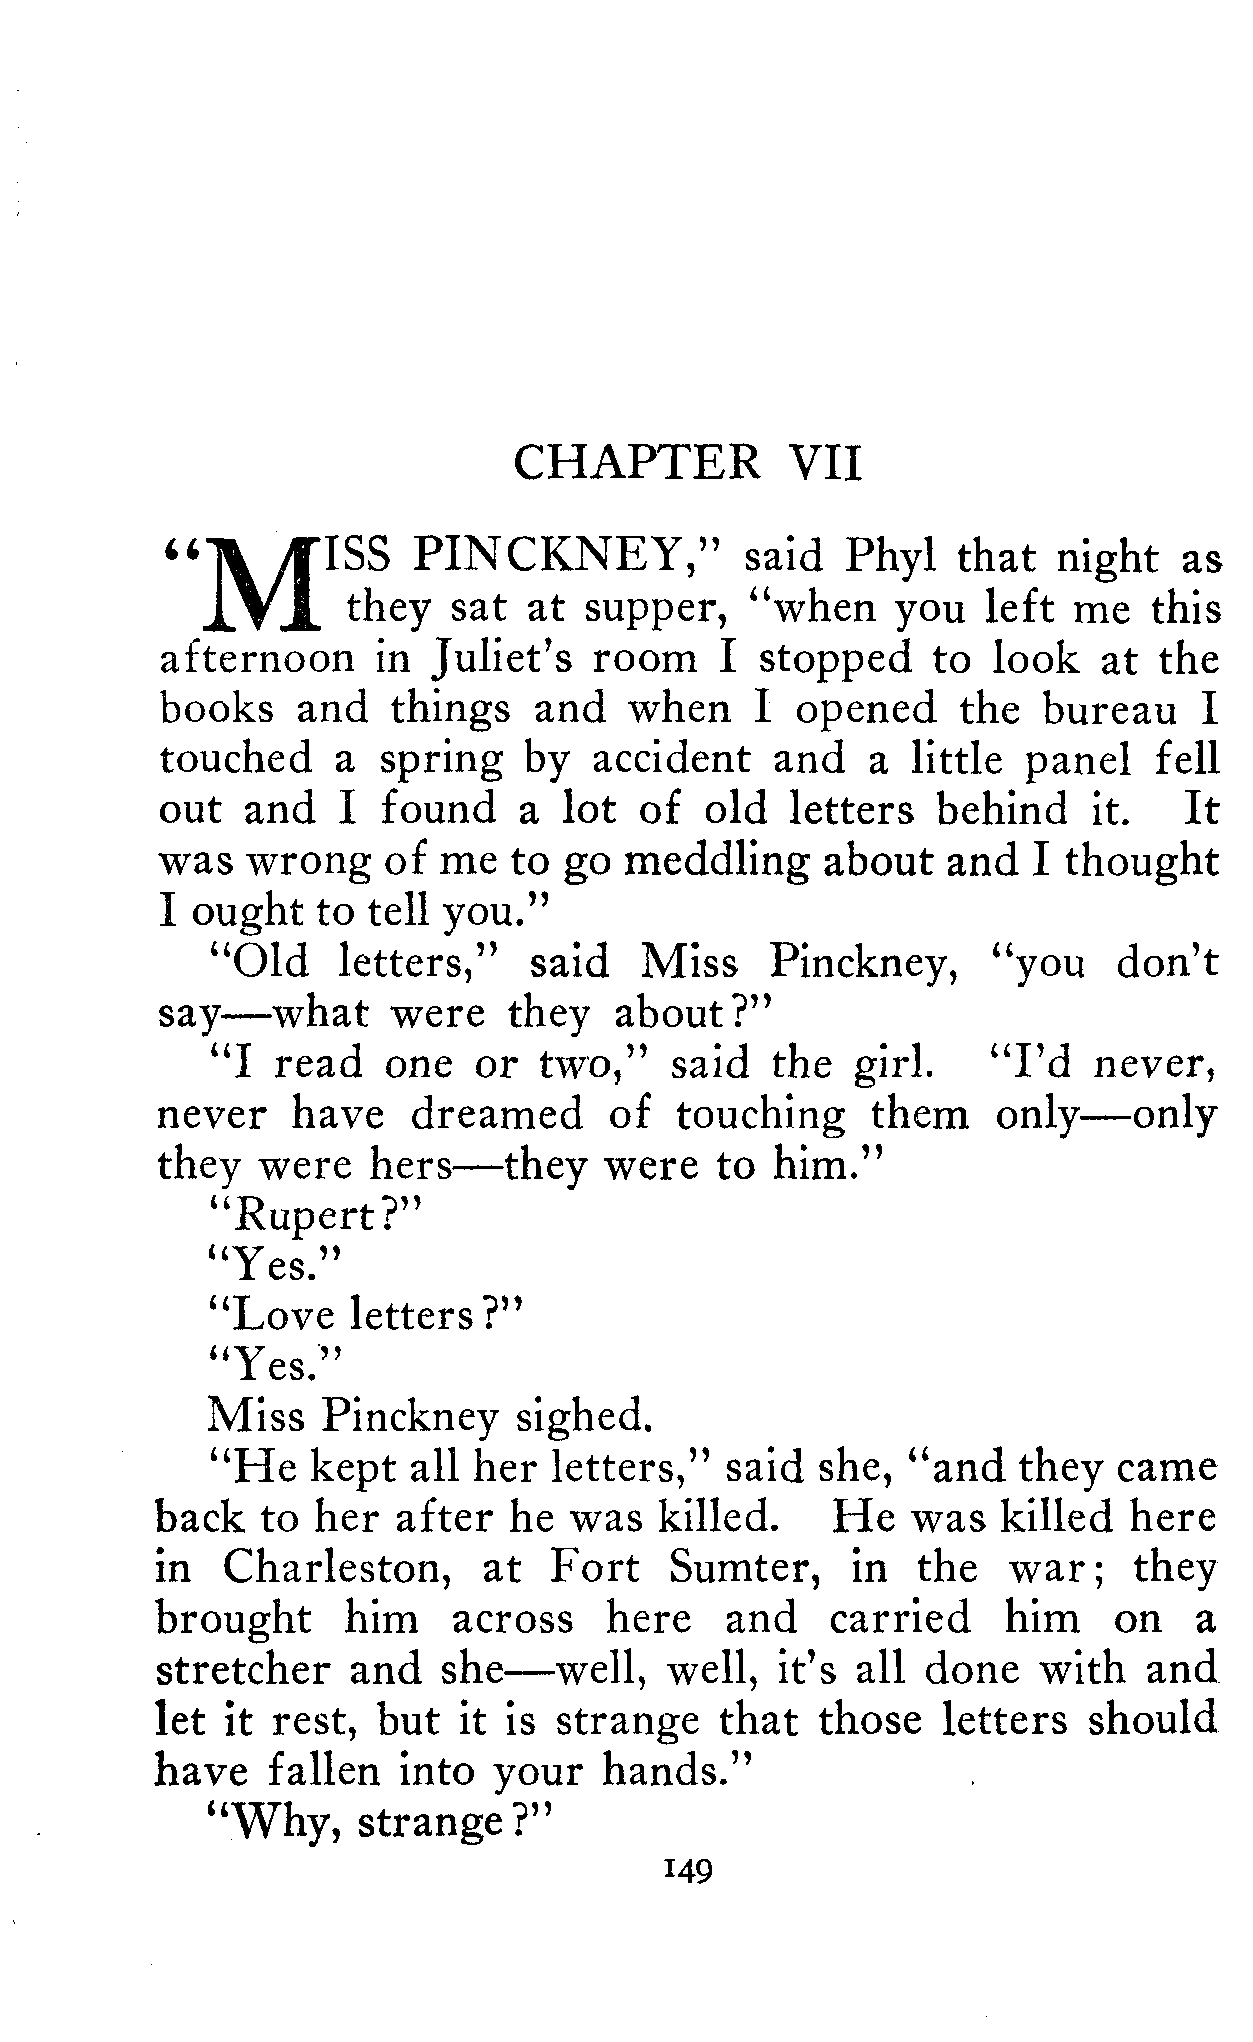 CHAPTER VII
“MISS PINCKNEY,” said Phyl that night as
they sat at supper, “when you left me this
afternoon in Juliet’s room I stopped to look at the
books and things and when I opened the bureau I
touched a spring by accident and a little panel fell
out and I found a lot of old letters behind it. It
was wrong of me to go meddling about and I thought
I ought to tell you.”
“Old letters,” said Miss Pinckney, “you don’t
say—what were they about?”
“I read one or two,” said the girl. “I’d never,
never have dreamed of touching them only—only
they were hers—they were to him.”
“Rupert?”
“Yes.”
“Love letters?”
“Yes.”
Miss Pinckney sighed.
“He kept all her letters,” said she, “and they came
back to her after he was killed. He was killed here
in Charleston, at Fort Sumter, in the war; they
brought him across here and carried him on a
stretcher and she—well, well, it’s all done with and
let it rest, but it is strange that those letters should
have fallen into your hands.”
“Why, strange?”
149